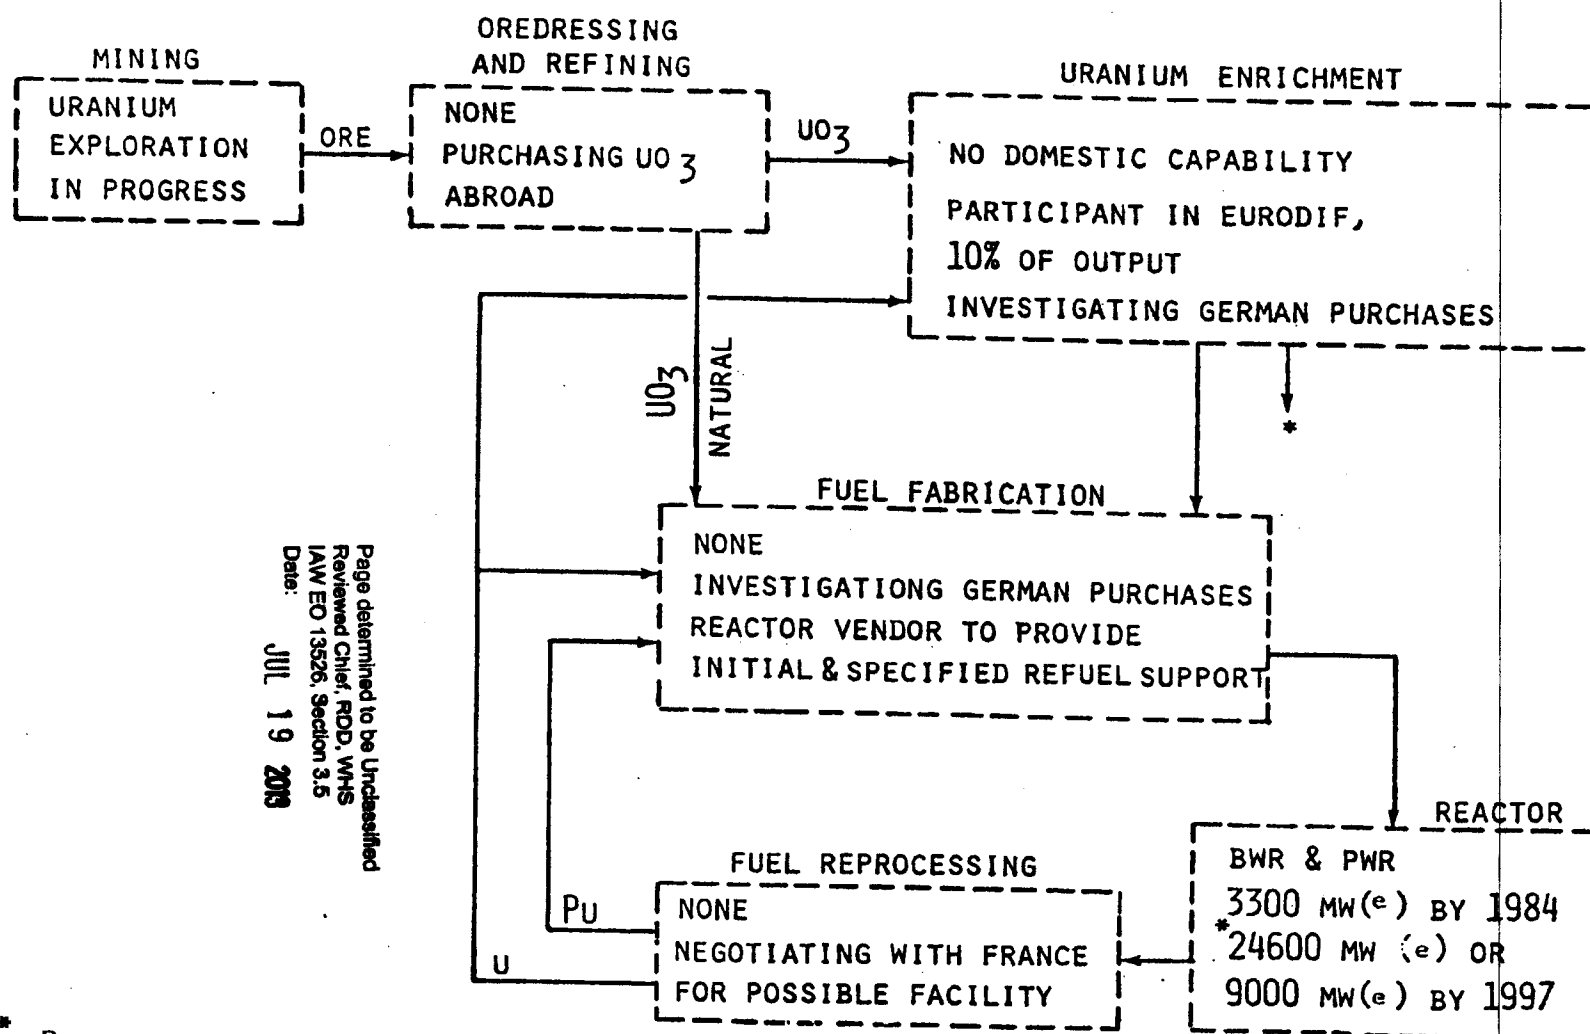 MINING
URANIUM
EXPLORATION
IN PROGRESS
ORE
OREDRESSING
AND REFINING
NONE
PURCHASING UO3
ABROAD
UO3
URANIUM ENRICHMENT
NO DOMESTIC CAPABILITY
PARTICIPANT IN EURODIF,
10% OF OUTPUT
INVESTIGATING GERMAN PURCHASES
*
UO3
NATURAL
FUEL FABRICATION
NONE
INVESTIGATIONG GERMAN PURCHASES
REACTOR VENDOR TO PROVIDE
INITIAL & SPECIFIED REFUEL SUPPORT
Page determined to be Unclassified
Reviewed Chief, RDD, WHS
IAW EO 13526, Section 3.5
Date: JUL 19 2013
REACTOR
BWR & PWR
3300 MW(e) BY 1984
*24600 MW (e) OR
9000 MW(e) BY 1997
FUEL REPROCESSING
NONE
NEGOTIATING WITH FRANCE
FOR POSSIBLE FACILITY
Pu
U
*